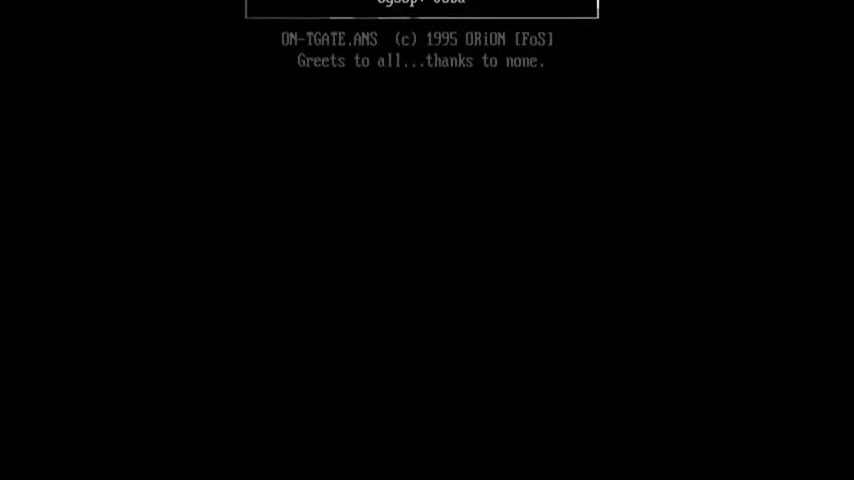 ON-TGATE.ANS (c) 1995 ORiON [FoS]
Greets to all...thanks to none.